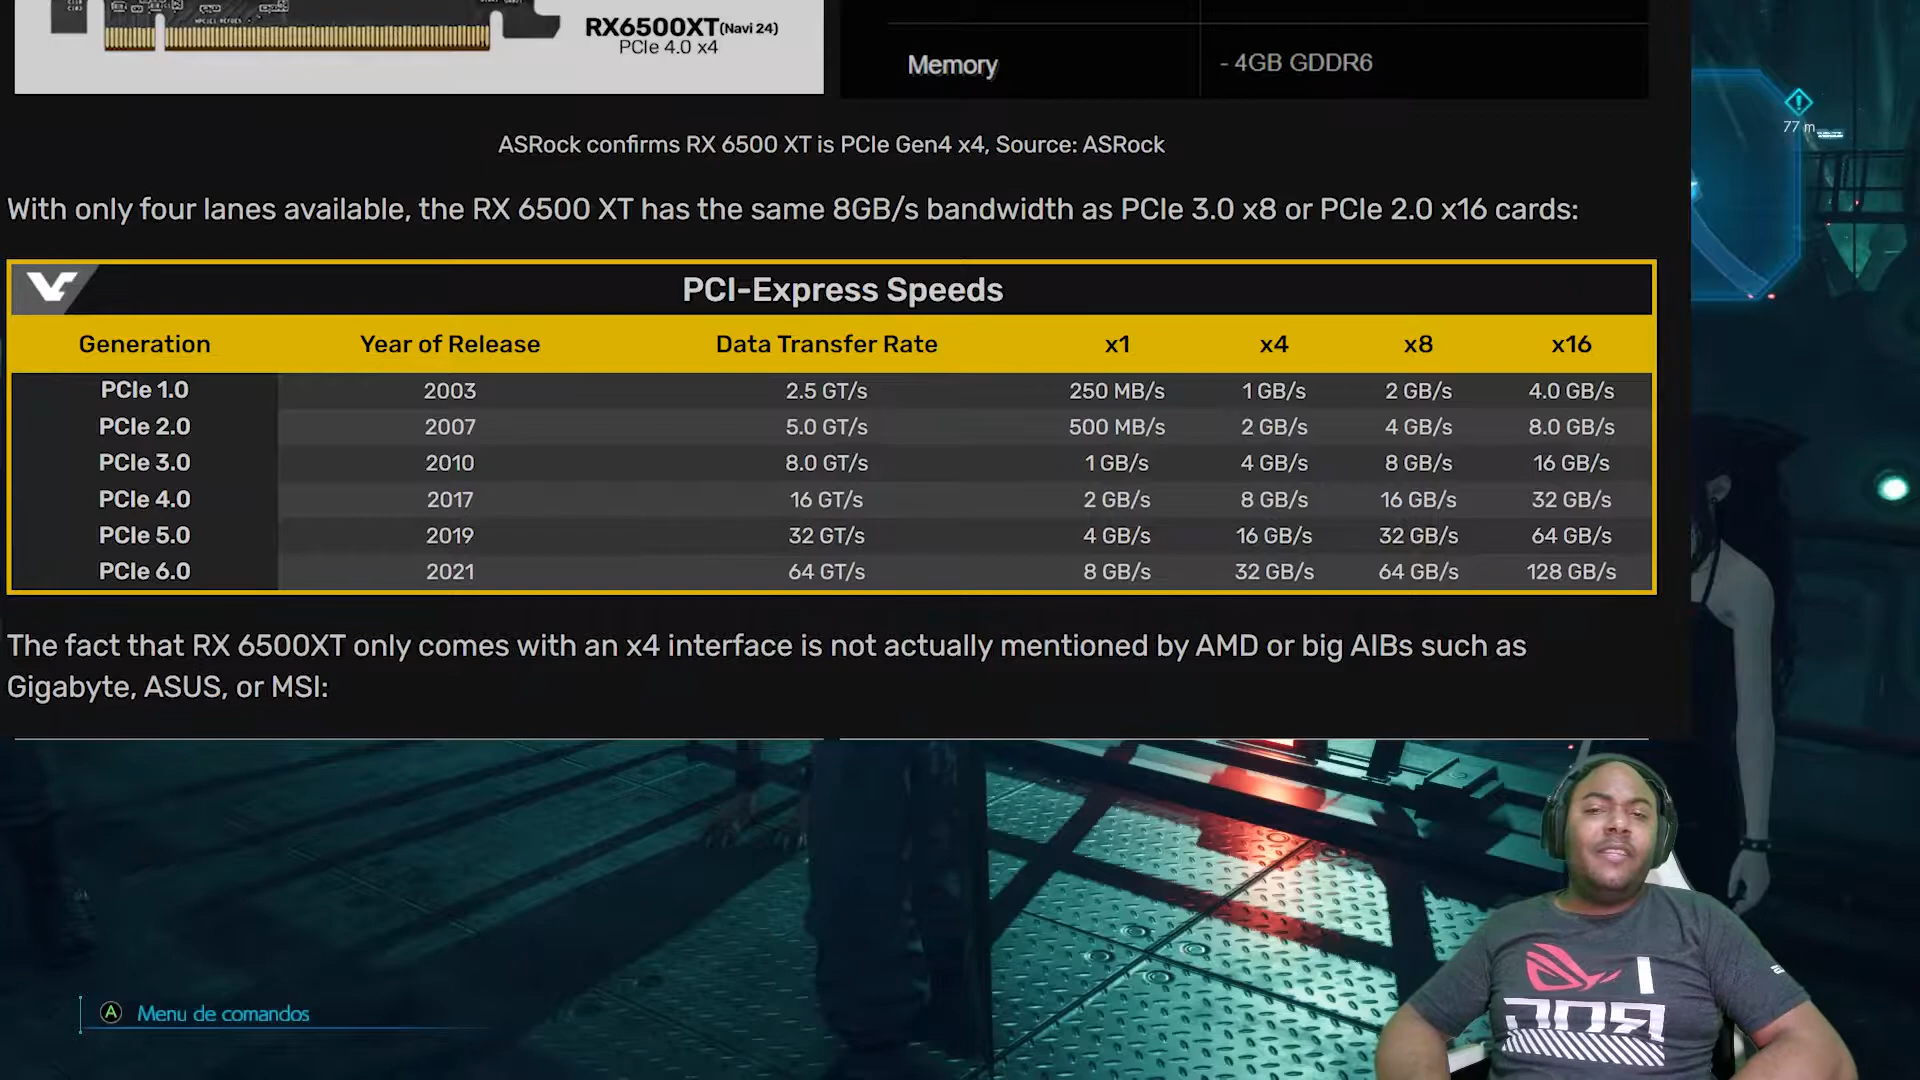 RX6500XT(Navi 24)
PCIe 4.0 x4
Memory
- 4GB GDDR6
77 m
ASRock confirms RX 6500 XT is PCIe Gen4 x4, Source: ASRock
With only four lanes available, the RX 6500 XT has the same 8GB/s bandwidth as PCIe 3.0 x8 or PCIe 2.0 x16 cards:
PCI-Express Speeds
Generation Year of Release Data Transfer Rate x1 x4 x8 x16
PCIe 1.0 2003 2.5 GT/s 250 MB/s 1 GB/s 2 GB/s 4.0 GB/s
PCIe 2.0 2007 5.0 GT/s 500 MB/s 2 GB/s 4 GB/s 8.0 GB/s
PCIe 3.0 2010 8.0 GT/s 1 GB/s 4 GB/s 8 GB/s 16 GB/s
PCIe 4.0 2017 16 GT/s 2 GB/s 8 GB/s 16 GB/s 32 GB/s
PCIe 5.0 2019 32 GT/s 4 GB/s 16 GB/s 32 GB/s 64 GB/s
PCIe 6.0 2021 64 GT/s 8 GB/s 32 GB/s 64 GB/s 128 GB/s
The fact that RX 6500XT only comes with an x4 interface is not actually mentioned by AMD or big AIBs such as
Gigabyte, ASUS, or MSI:
A Menu de comandos